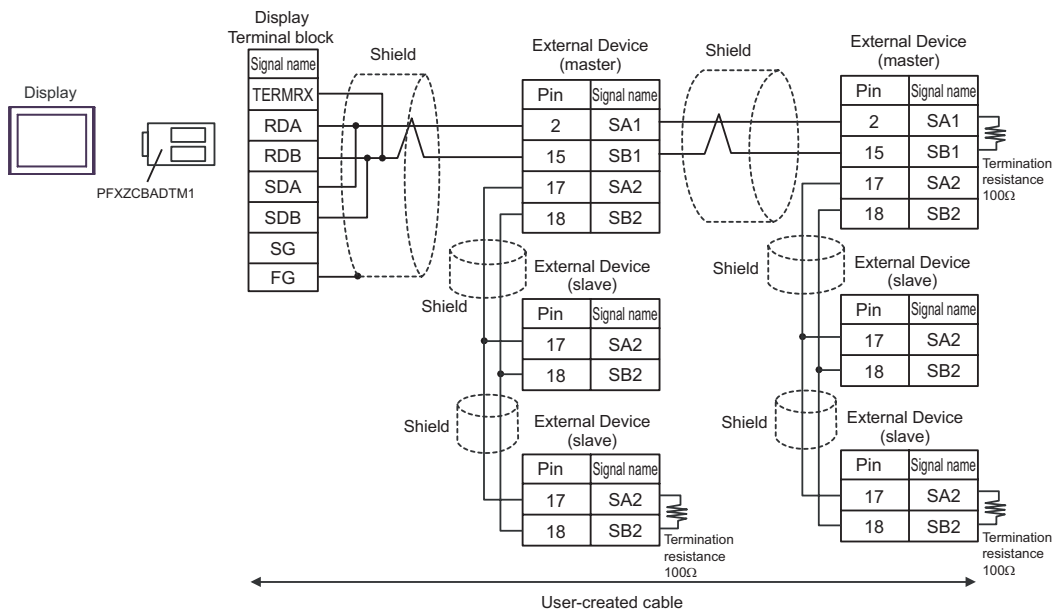 Display
PFXZCBADTM1
Display
Terminal block
Signal name
TERMRX
RDA
RDB
SDA
SDB
SG
FG
Shield
External Device
(master)
Pin Signal name
2 SA1
15 SB1
17 SA2
18 SB2
Shield
External Device
(master)
Pin Signal name
2 SA1
15 SB1
17 SA2
18 SB2
Termination
resistance
100Ω
Shield
External Device
(slave)
Pin Signal name
17 SA2
18 SB2
Shield
External Device
(slave)
Pin Signal name
17 SA2
18 SB2
Shield
External Device
(slave)
Pin Signal name
17 SA2
18 SB2
Termination
resistance
100Ω
Shield
External Device
(slave)
Pin Signal name
17 SA2
18 SB2
Termination
resistance
100Ω
User-created cable